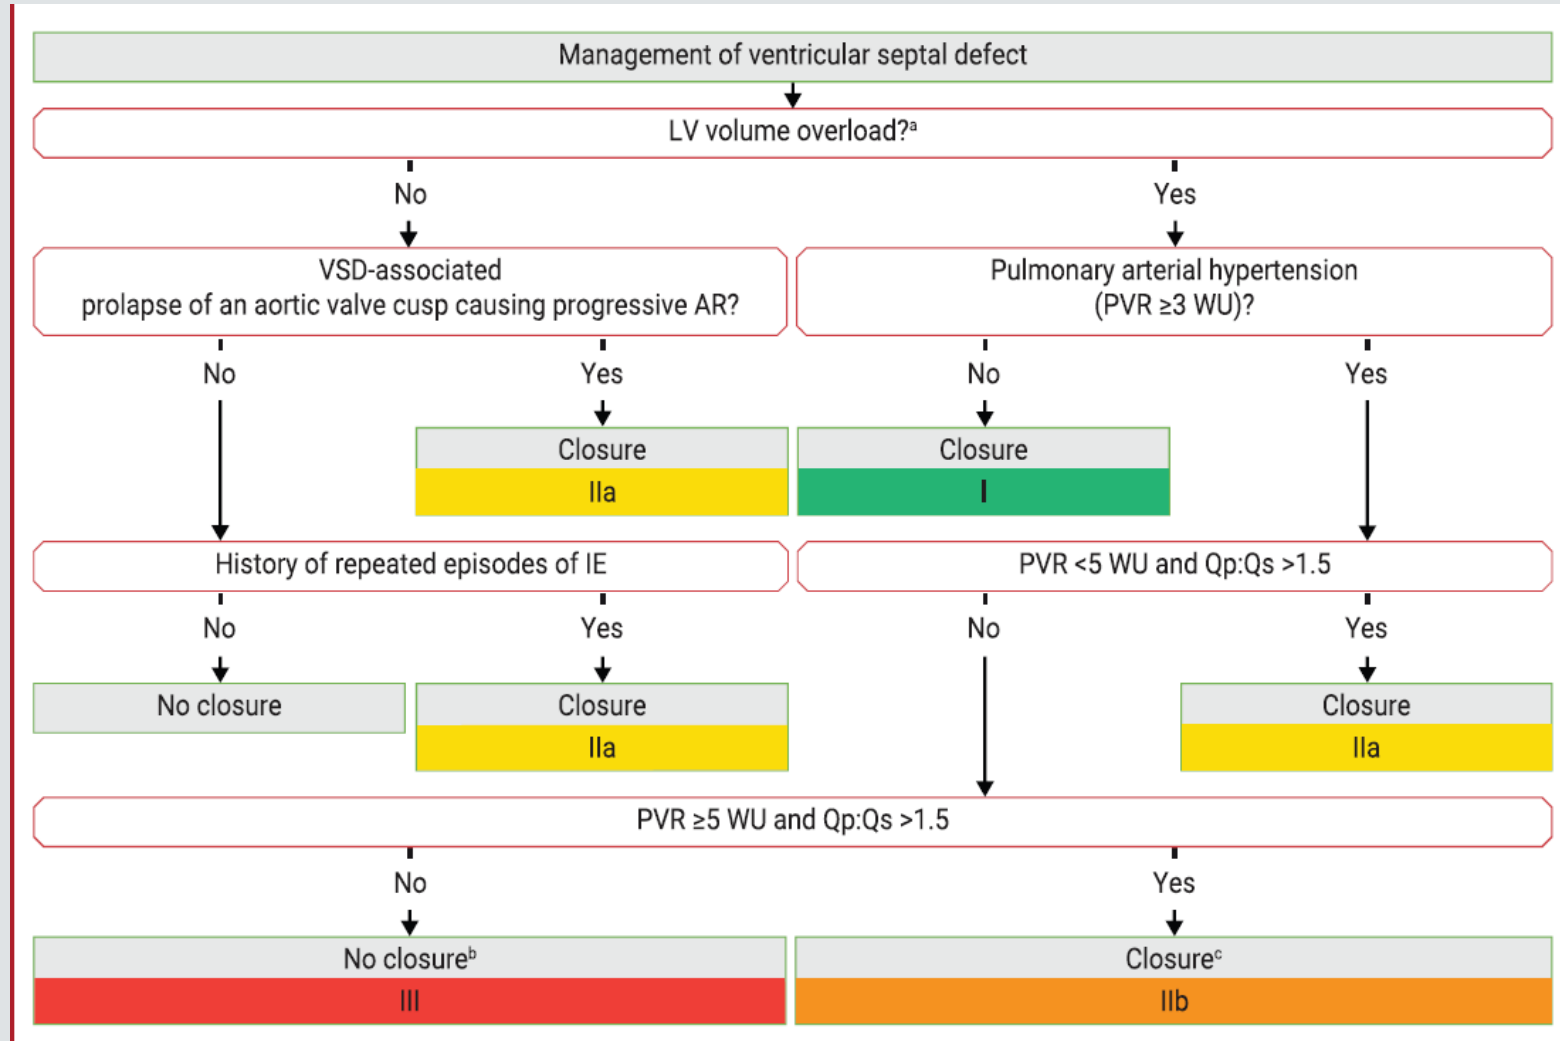 Management of ventricular septal defect
LV volume overload?ᵃ
No
Yes
VSD-associated
prolapse of an aortic valve cusp causing progressive AR?
Pulmonary arterial hypertension
(PVR ≥3 WU)?
No
Yes
No
Yes
Closure
IIa
Closure
I
History of repeated episodes of IE
PVR <5 WU and Qp:Qs >1.5
No
Yes
No
Yes
No closure
Closure
IIa
Closure
IIa
PVR ≥5 WU and Qp:Qs >1.5
No
Yes
No closureᵇ
III
Closureᶜ
IIb